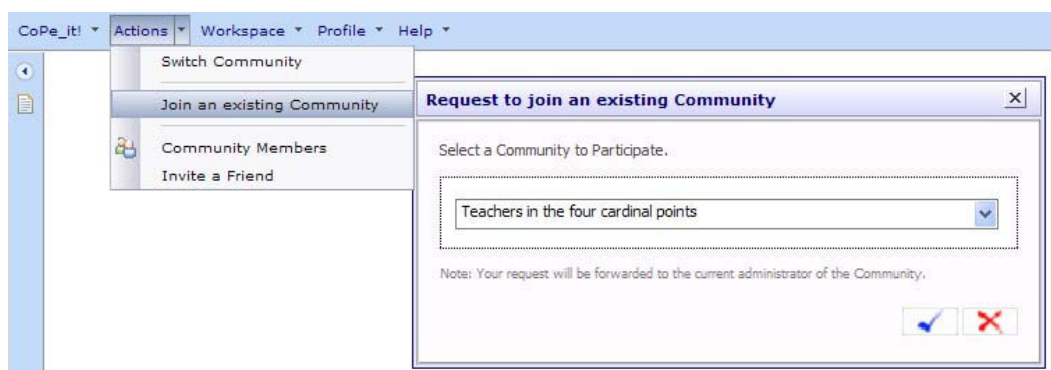 CoPe_it! Actions Workspace Profile Help
Switch Community
Join an existing Community
Community Members
Invite a Friend
Request to join an existing Community
Select a Community to Participate.
Teachers in the four cardinal points
Note: Your request will be forwarded to the current administrator of the Community.